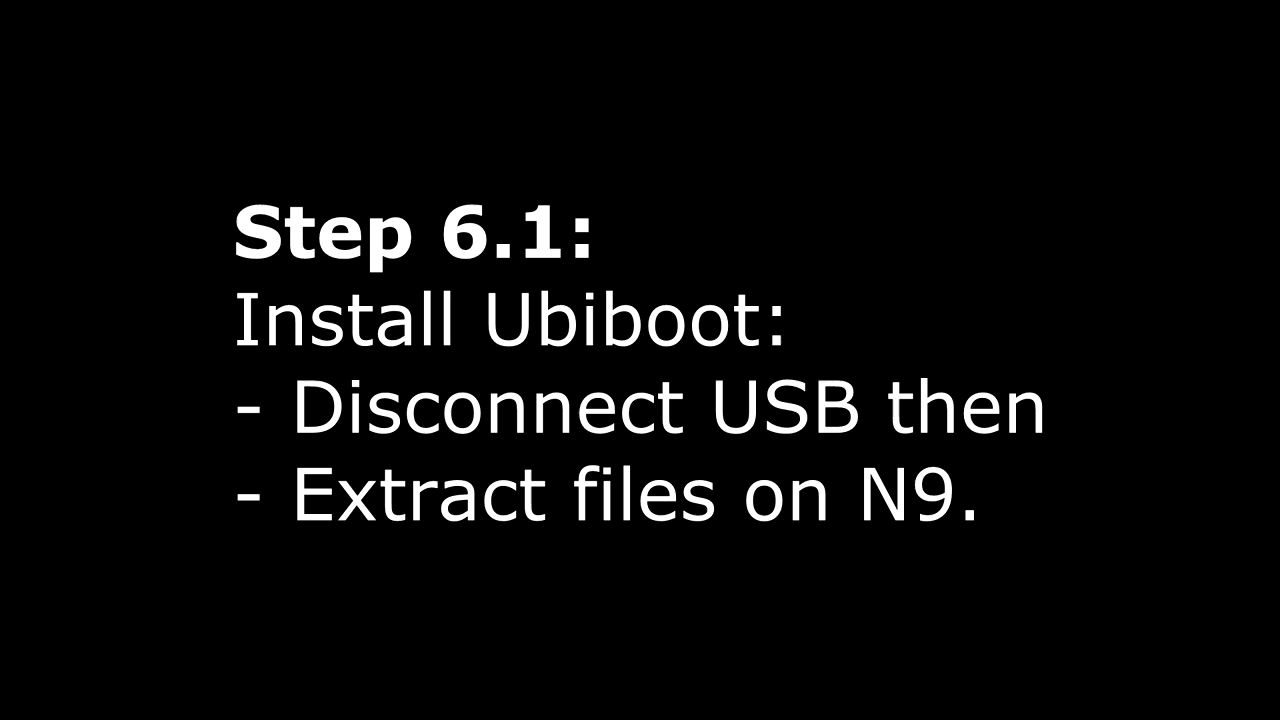 Step 6.1:
Install Ubiboot:
- Disconnect USB then
- Extract files on N9.